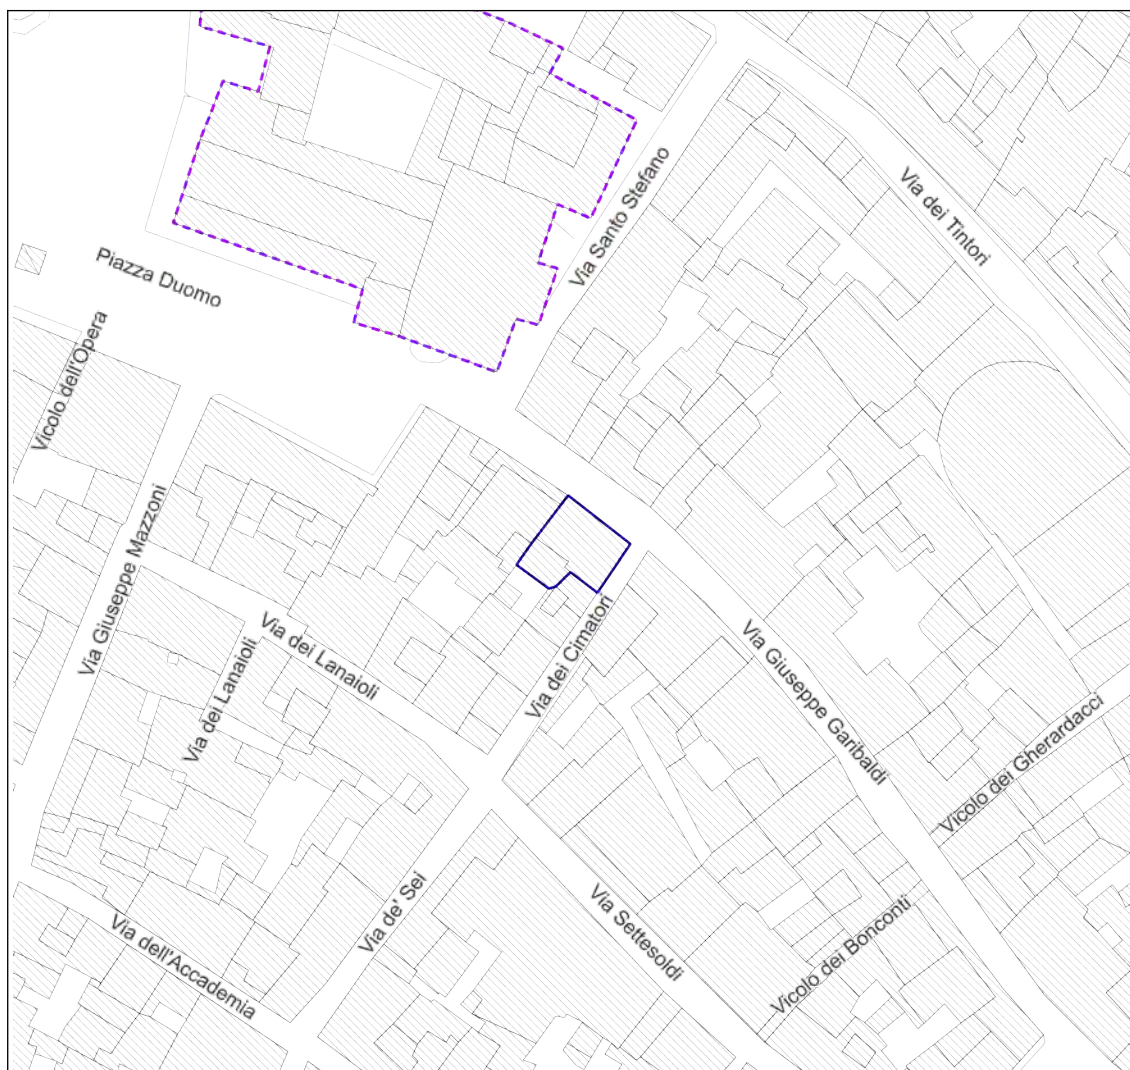 Via Santo Stefano
Via dei Tintori
Piazza Duomo
Vicolo dell'Opera
Via Giuseppe Mazzoni
Via dei Lanaioli
Via dei Lanaioli
Via dei Cimatori
Via Giuseppe Garibaldi
Vicolo dei Gherardacci
Via de' Sei
Via Settesoldi
Vicolo dei Bonconti
Via dell'Accademia